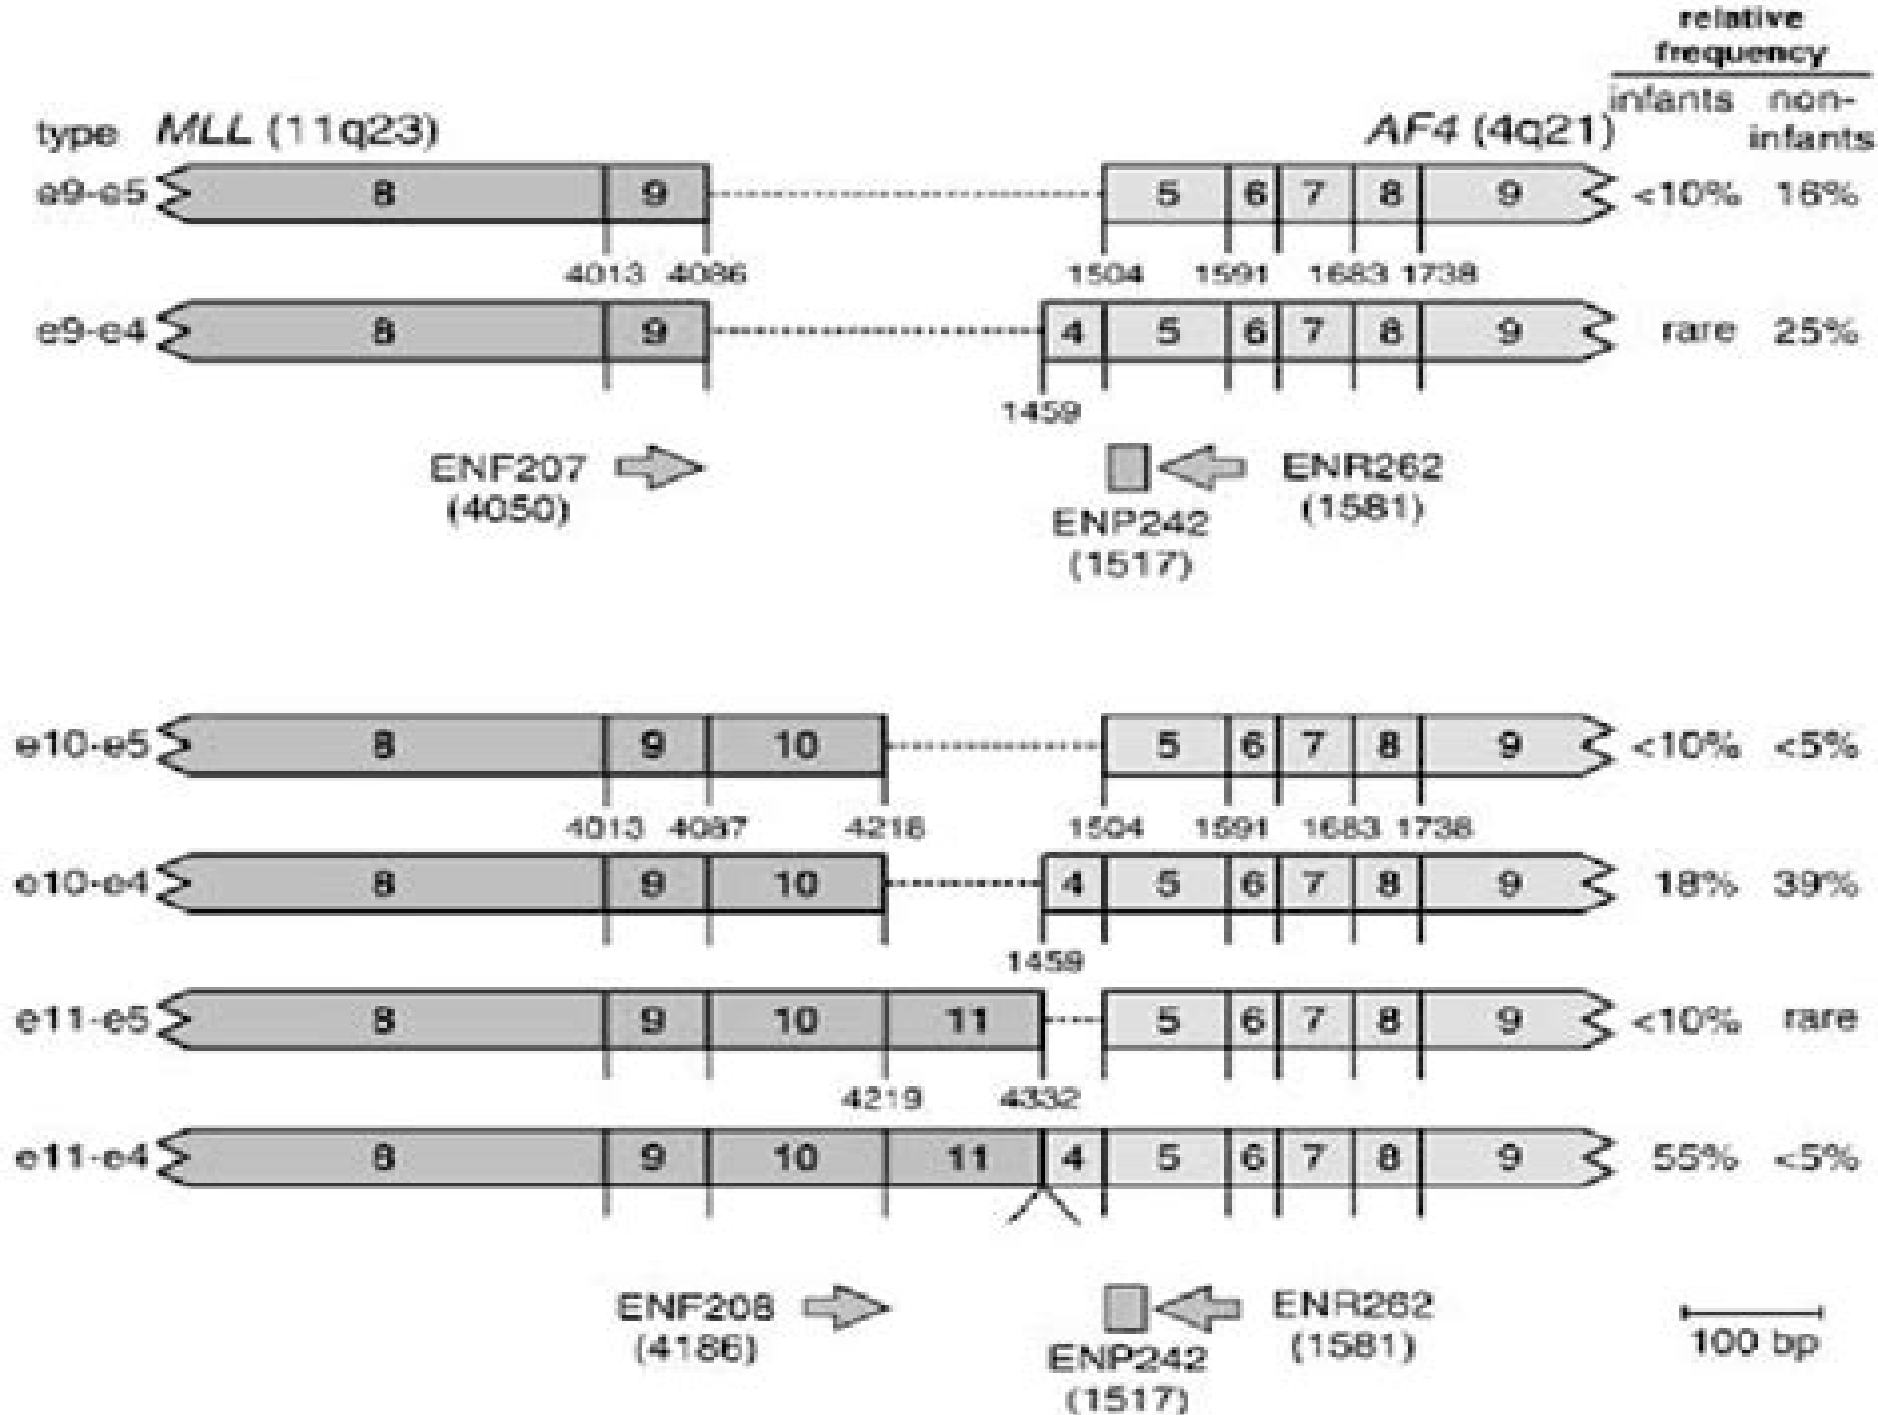 relative
frequency
infants non-
infants
type MLL (11q23) AF4 (4q21)
e9-e5 8 9 5 6 7 8 9 <10% 16%
4013 4086 1504 1591 1683 1738
e9-e4 8 9 4 5 6 7 8 9 rare 25%
1459
ENF207 ENR262
(4050) (1581)
ENP242
(1517)
e10-e5 8 9 10 5 6 7 8 9 <10% <5%
4013 4087 4218 1504 1591 1683 1738
e10-e4 8 9 10 4 5 6 7 8 9 18% 39%
1459
e11-e5 8 9 10 11 5 6 7 8 9 <10% rare
4219 4332
e11-e4 8 9 10 11 4 5 6 7 8 9 55% <5%
ENF208 ENR262
(4186) (1581)
ENP242
(1517)
100 bp